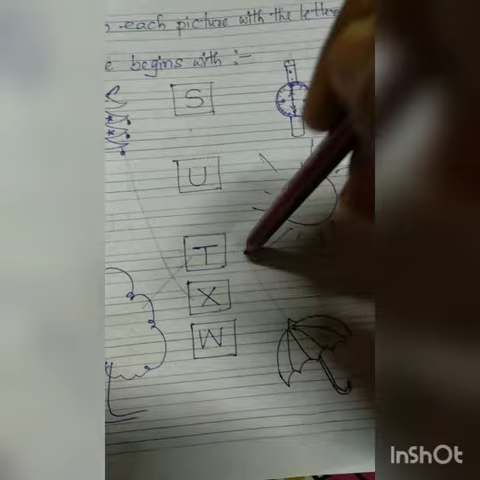 each picture with the letter
begins with :-
S
U
T
X
W
InShOt